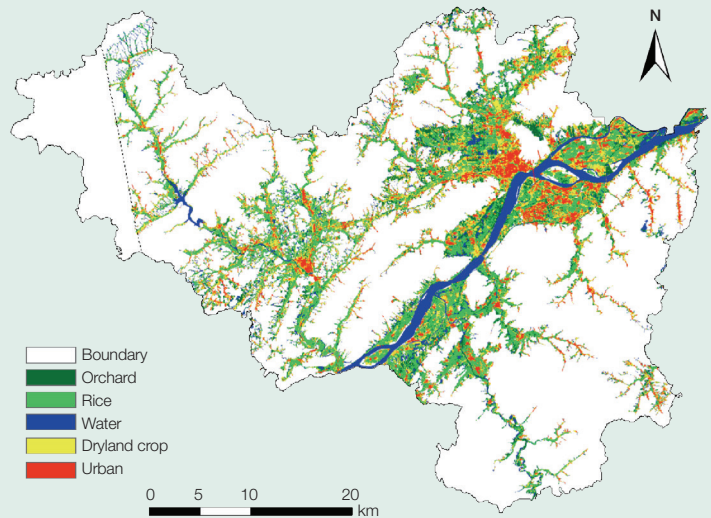 N
Boundary
Orchard
Rice
Water
Dryland crop
Urban
0 5 10 20
km